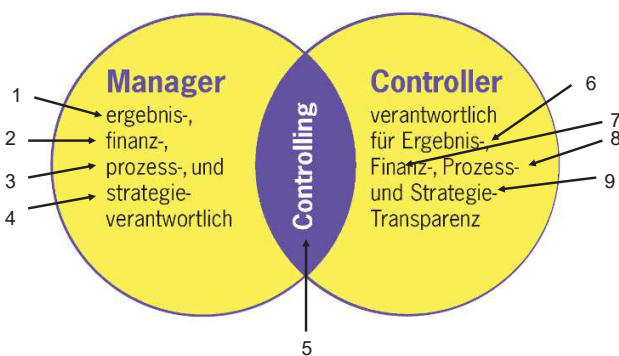 Manager
1
ergebnis-,
2
finanz-,
3
prozess-, und
4
strategie-
verantwortlich
Controlling
5
Controller
verantwortlich
6
für Ergebnis-,
7
Finanz-, Prozess-
8
und Strategie-
9
Transparenz